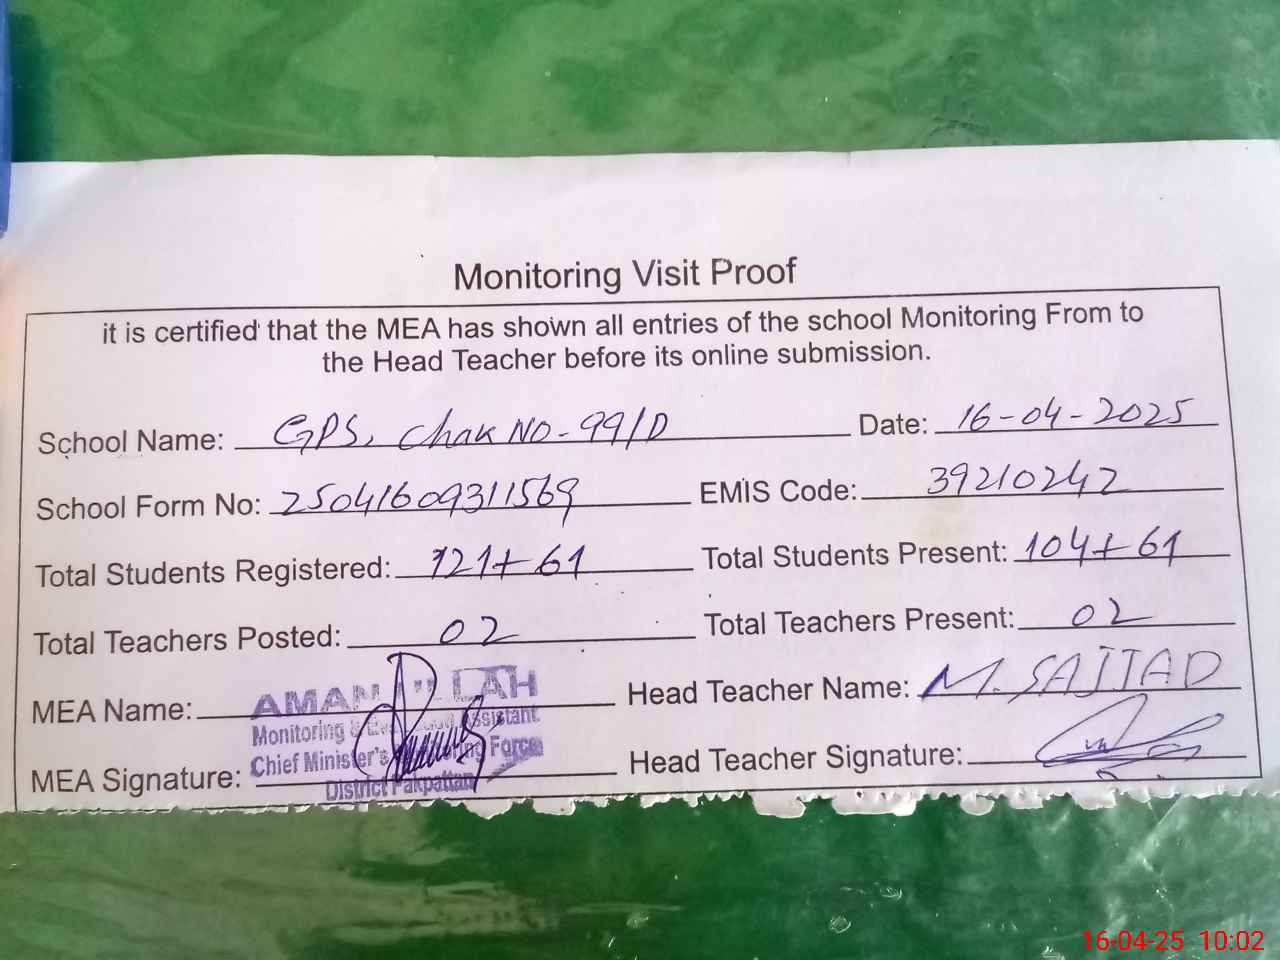 Monitoring Visit Proof
it is certified that the MEA has shown all entries of the school Monitoring From to
the Head Teacher before its online submission.
School Name: GPS, Chak No-99/D Date: 16-04-2025
School Form No: 25041609311569 EMIS Code: 39210242
Total Students Registered: 121+61 Total Students Present: 104+61
Total Teachers Posted: 02 Total Teachers Present: 02
MEA Name: AMAN LAH Head Teacher Name: M. SAJJAD
Monitoring & Assistant
Chief Minister's Monitoring Force
MEA Signature: Head Teacher Signature:
District Pakpattan
16-04-25 10:02